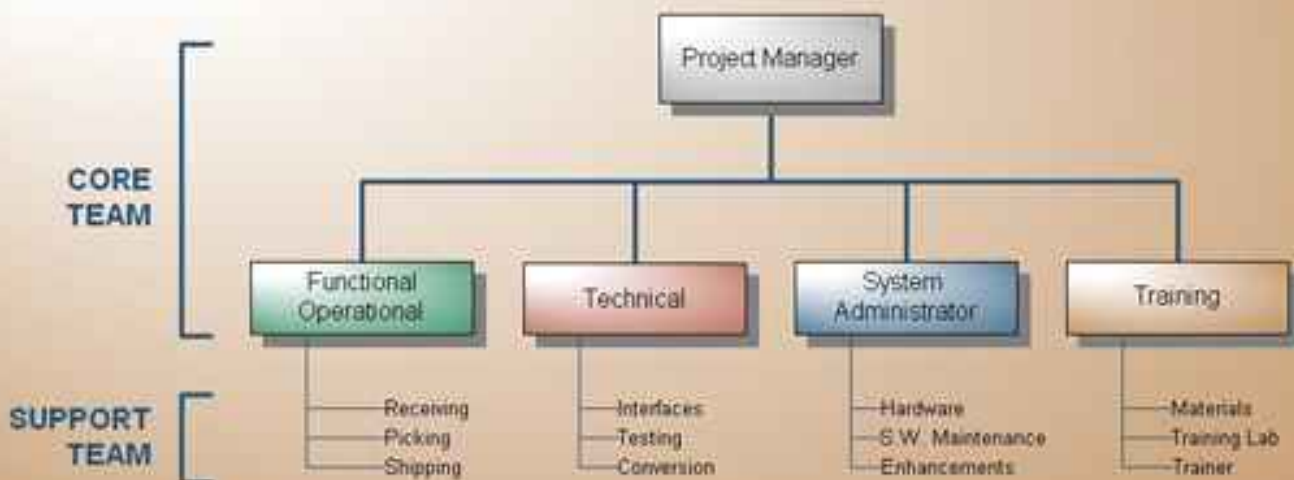 Project Manager
CORE
TEAM
Functional
Operational
Technical
System
Administrator
Training
SUPPORT
TEAM
Receiving
Picking
Shipping
Interfaces
Testing
Conversion
Hardware
S.W. Maintenance
Enhancements
Materials
Training Lab
Trainer